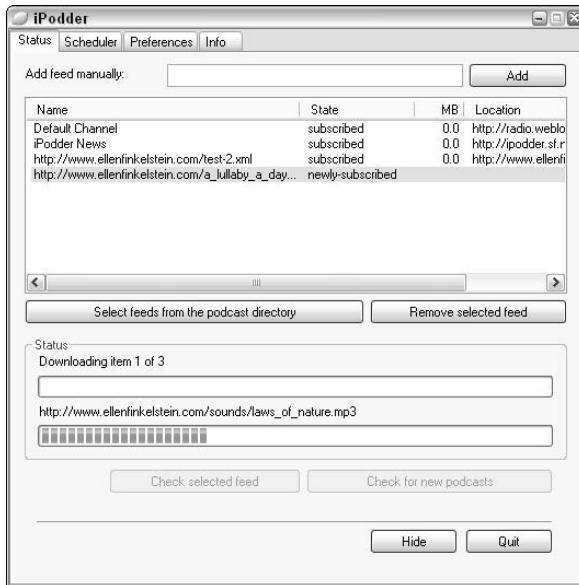 iPodder
Status Scheduler Preferences Info
Add feed manually: Add
Name State MB Location
Default Channel subscribed 0.0 http://radio.weblo
iPodder News subscribed 0.0 http://ipodder.sf.r
http://www.ellenfinkelstein.com/test-2.xml subscribed 0.0 http://www.ellenfi
http://www.ellenfinkelstein.com/a_lullaby_a_day... newly-subscribed
Select feeds from the podcast directory Remove selected feed
Status
Downloading item 1 of 3
http://www.ellenfinkelstein.com/sounds/laws_of_nature.mp3
Check selected feed Check for new podcasts
Hide Quit